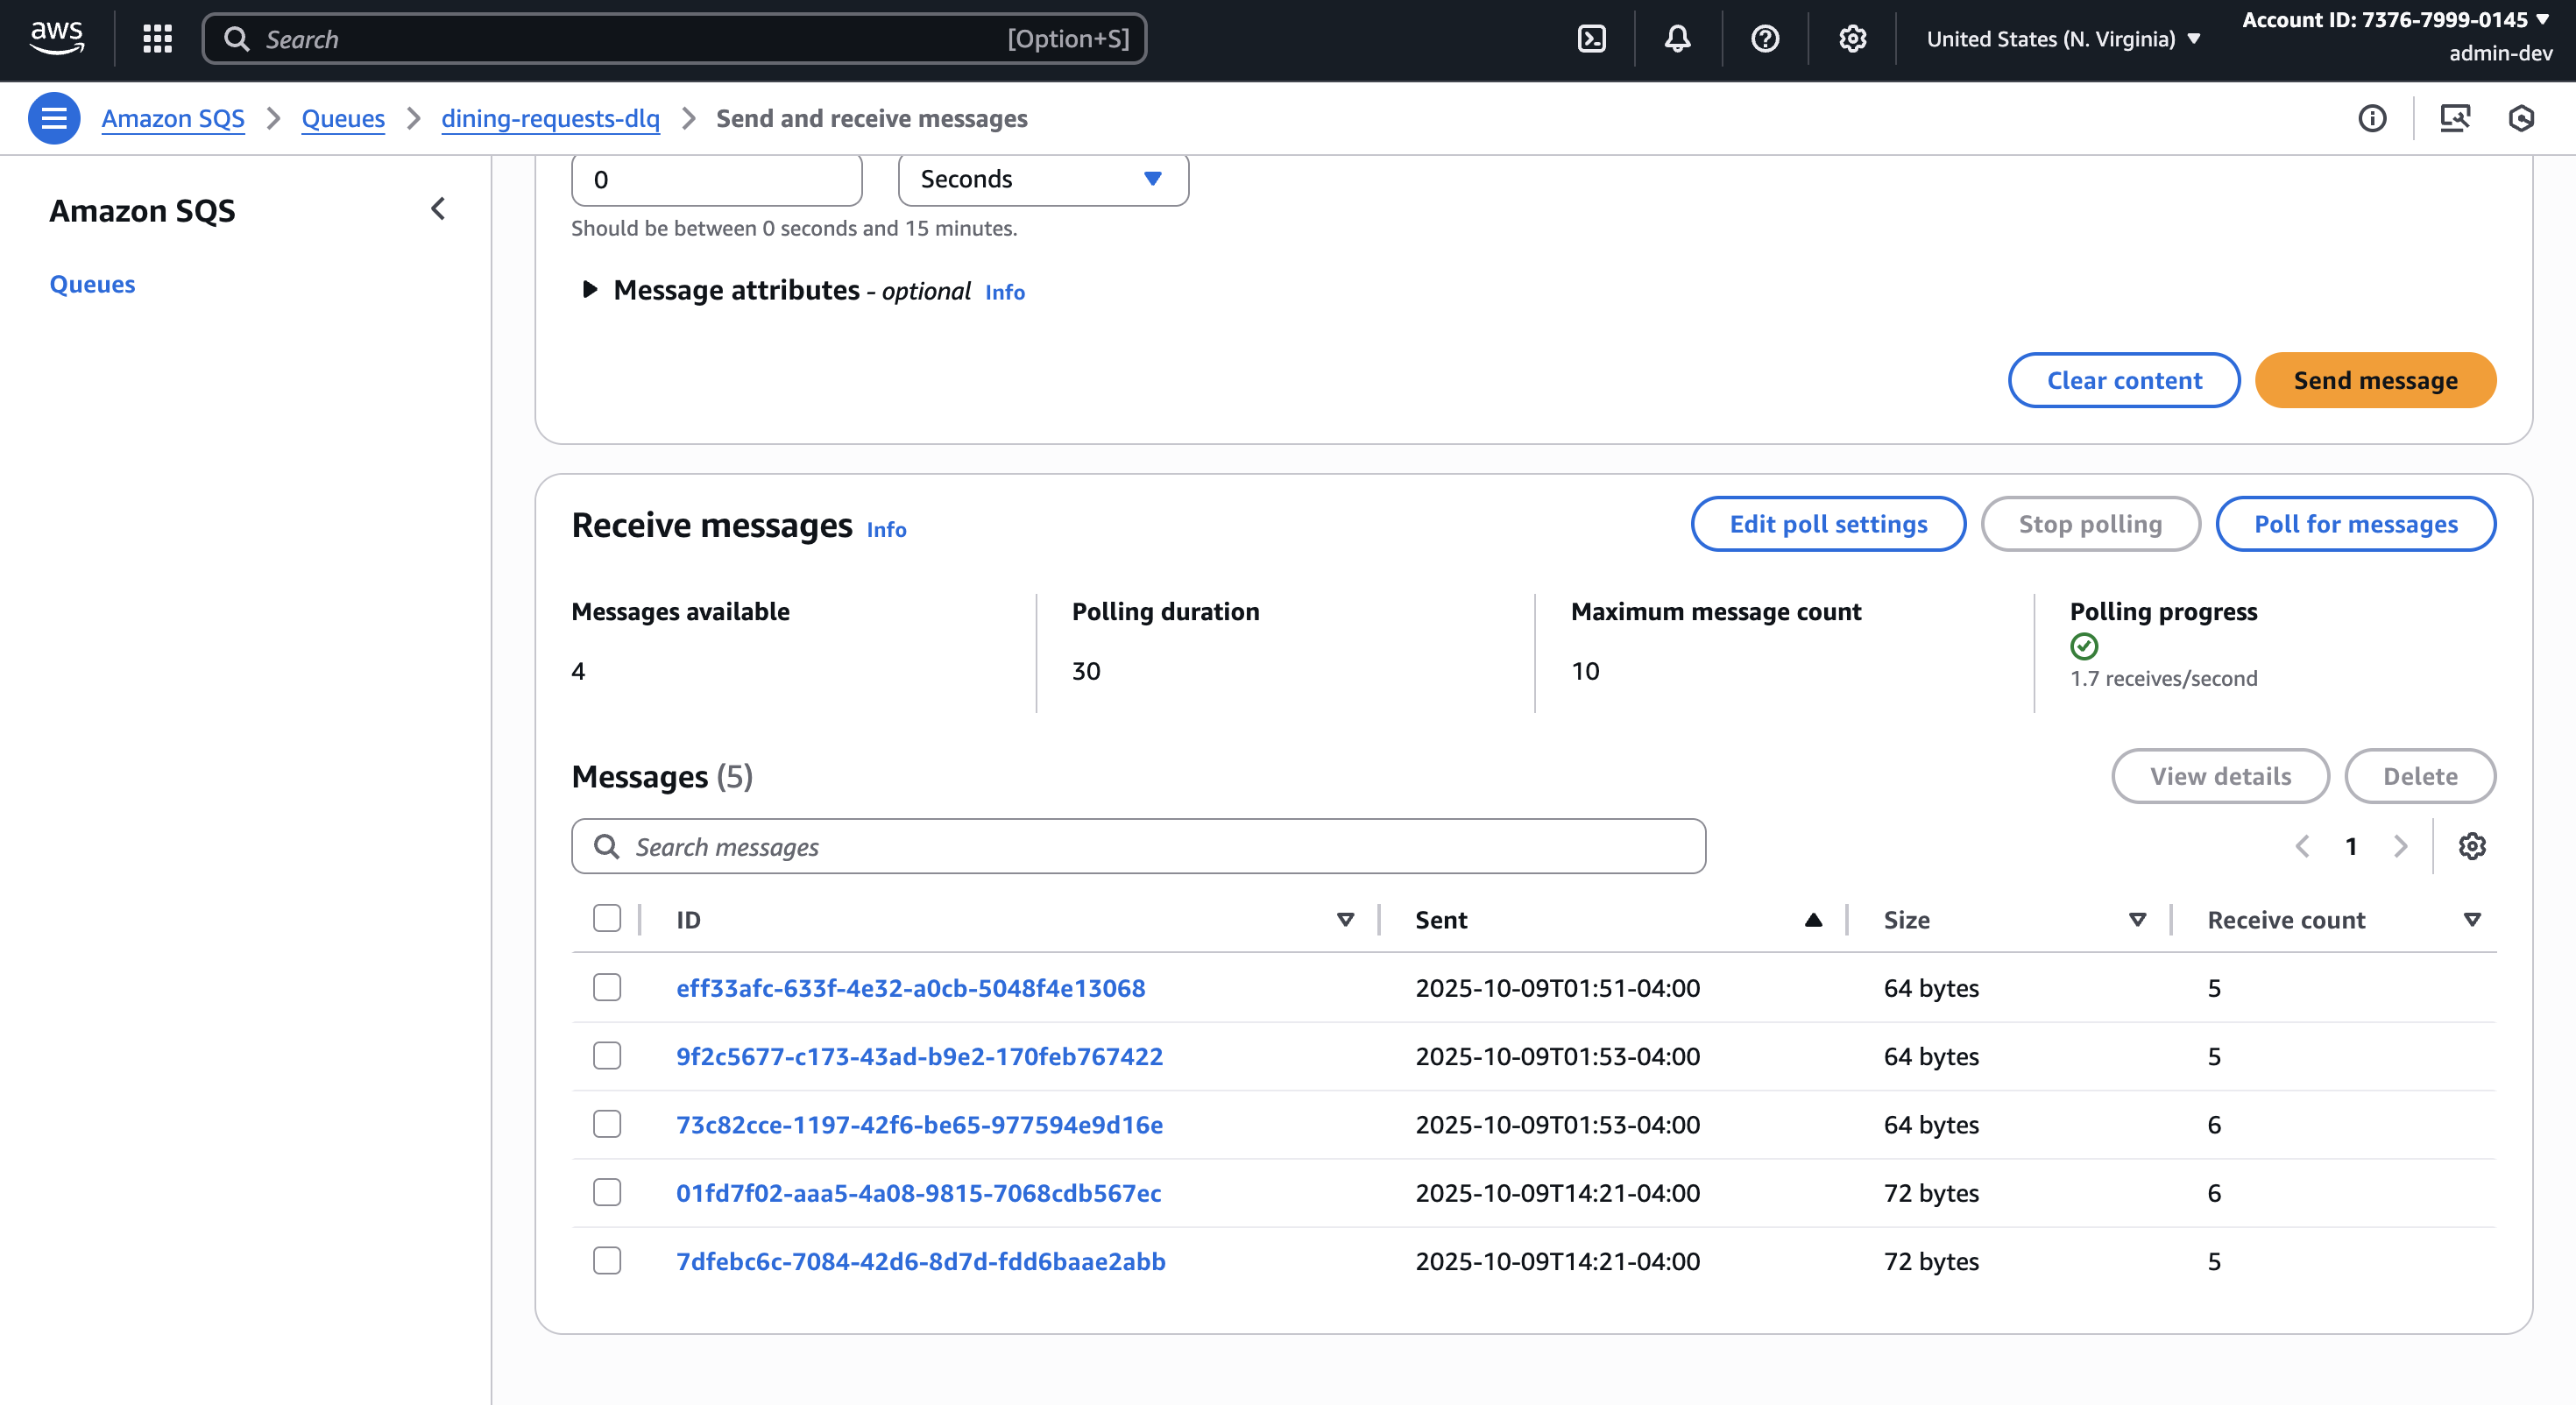 aws
Search [Option+S]
United States (N. Virginia)
Account ID: 7376-7999-0145
admin-dev
Amazon SQS Queues dining-requests-dlq Send and receive messages
Amazon SQS
Queues
0 Seconds
Should be between 0 seconds and 15 minutes.
Message attributes - optional Info
Clear content Send message
Receive messages Info
Edit poll settings Stop polling Poll for messages
Messages available Polling duration Maximum message count Polling progress
4 30 10
1.7 receives/second
Messages (5)
View details Delete
Search messages
1
ID Sent Size Receive count
eff33afc-633f-4e32-a0cb-5048f4e13068 2025-10-09T01:51-04:00 64 bytes 5
9f2c5677-c173-43ad-b9e2-170feb767422 2025-10-09T01:53-04:00 64 bytes 5
73c82cce-1197-42f6-be65-977594e9d16e 2025-10-09T01:53-04:00 64 bytes 6
01fd7f02-aaa5-4a08-9815-7068cdb567ec 2025-10-09T14:21-04:00 72 bytes 6
7dfebc6c-7084-42d6-8d7d-fdd6baae2abb 2025-10-09T14:21-04:00 72 bytes 5